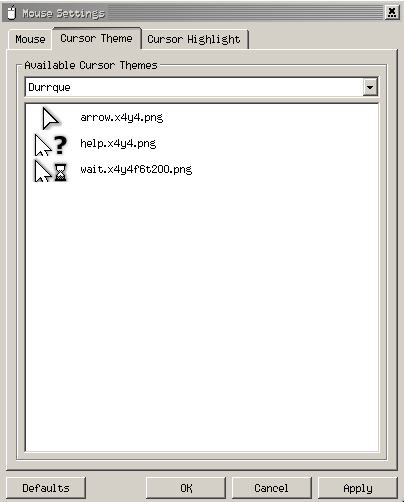 Mouse Settings
Mouse
Cursor Theme
Cursor Highlight
Available Cursor Themes
Durrque
arrow.x4y4.png
help.x4y4.png
wait.x4y4f6t200.png
Defaults
OK
Cancel
Apply